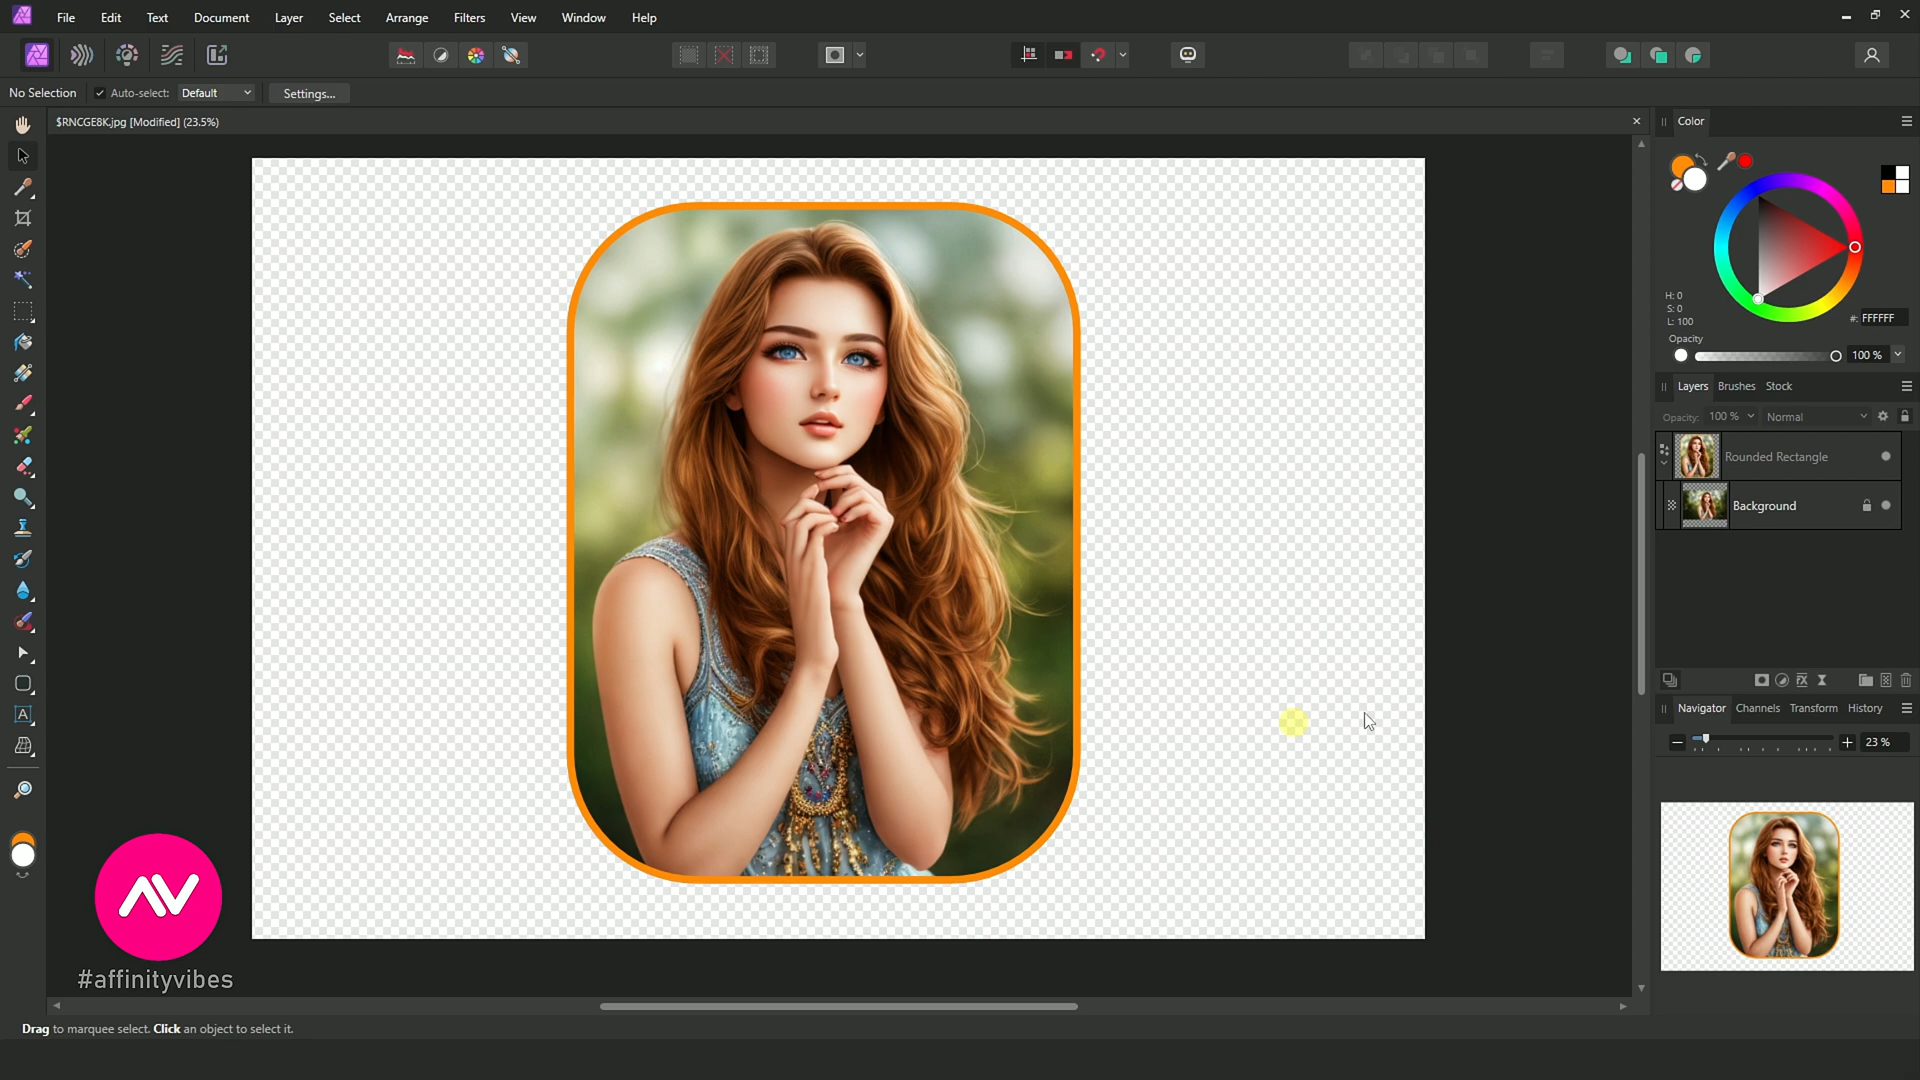 File Edit Text Document Layer Select Arrange Filters View Window Help
No Selection Auto-select: Default Settings...
$RNCGE8K.jpg [Modified] (23.5%)
Color
H: 0
S: 0
L: 100
#: FFFFFF
Opacity
100 %
Layers Brushes Stock
Opacity: 100 % Normal
Rounded Rectangle
Background
Navigator Channels Transform History
23 %
AV
#affinityvibes
Drag to marquee select. Click an object to select it.